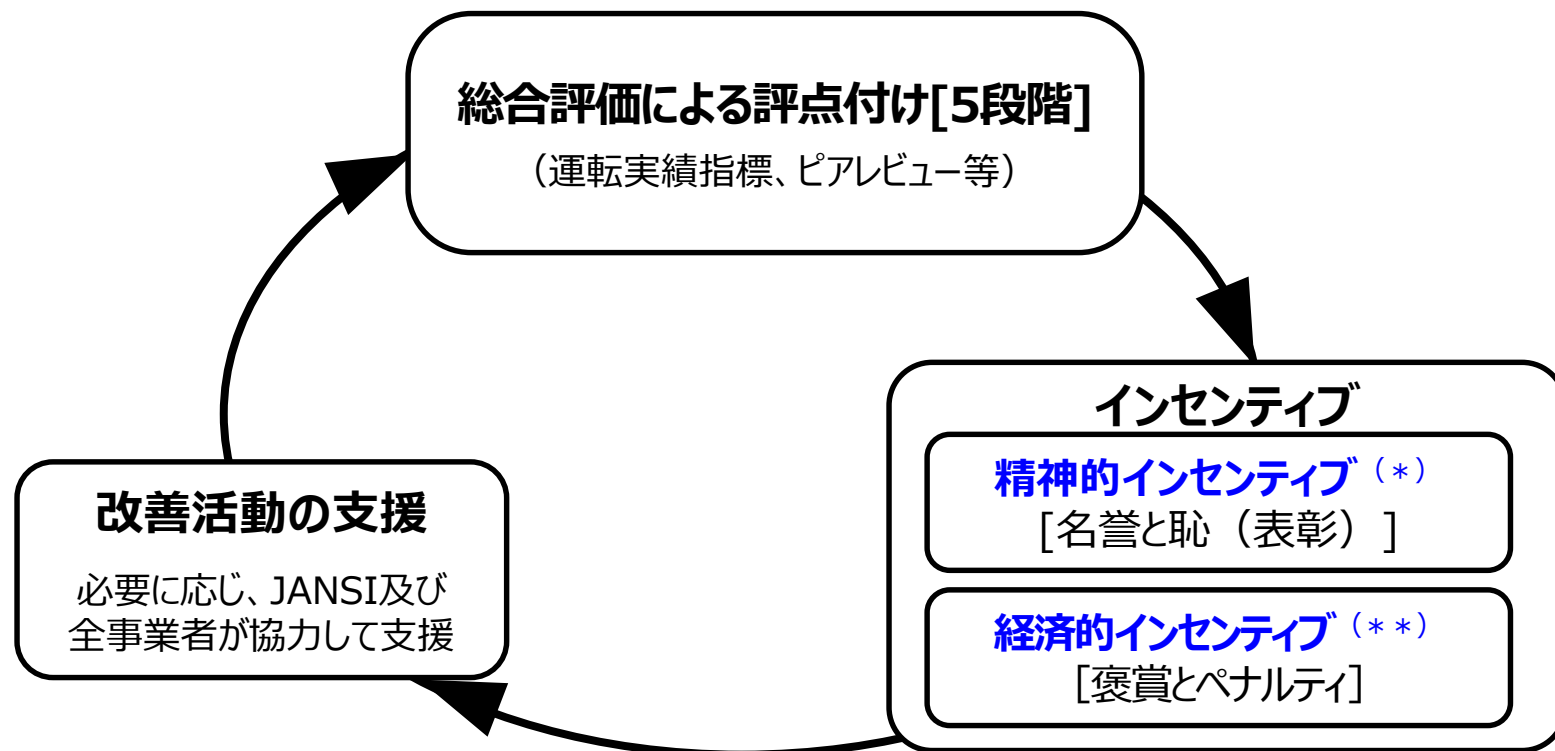 総合評価による評点付け[5段階]
（運転実績指標、ピアレビュー等）
インセンティブ
精神的インセンティブ（*）
[名誉と恥（表彰）]
経済的インセンティブ（**）
[褒賞とペナルティ]
改善活動の支援
必要に応じ、JANSI及び
全事業者が協力して支援